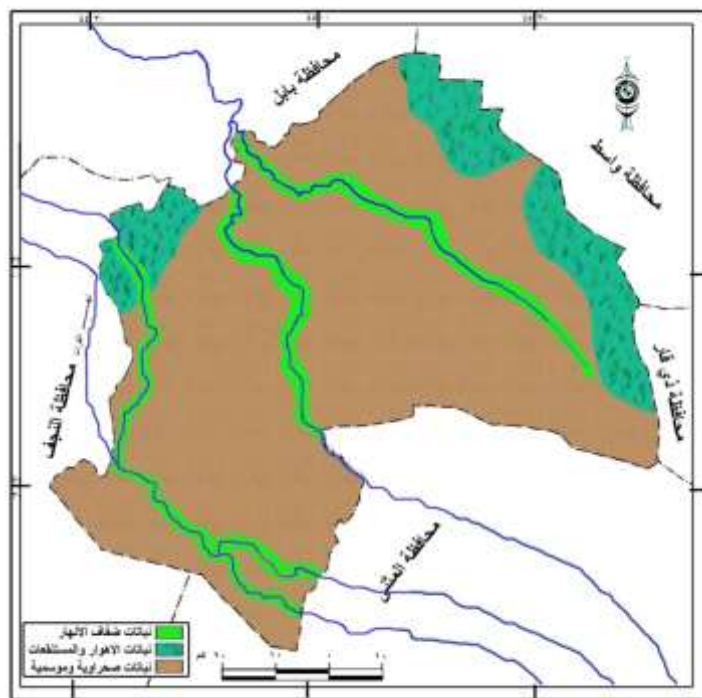 محافظة بابل
محافظة واسط
محافظة النجف
محافظة ذي قار
محافظة المثنى
نباتات ضفاف الانهار
نباتات الاهوار والمستنقعات
نباتات صحراوية وموسمية
كم